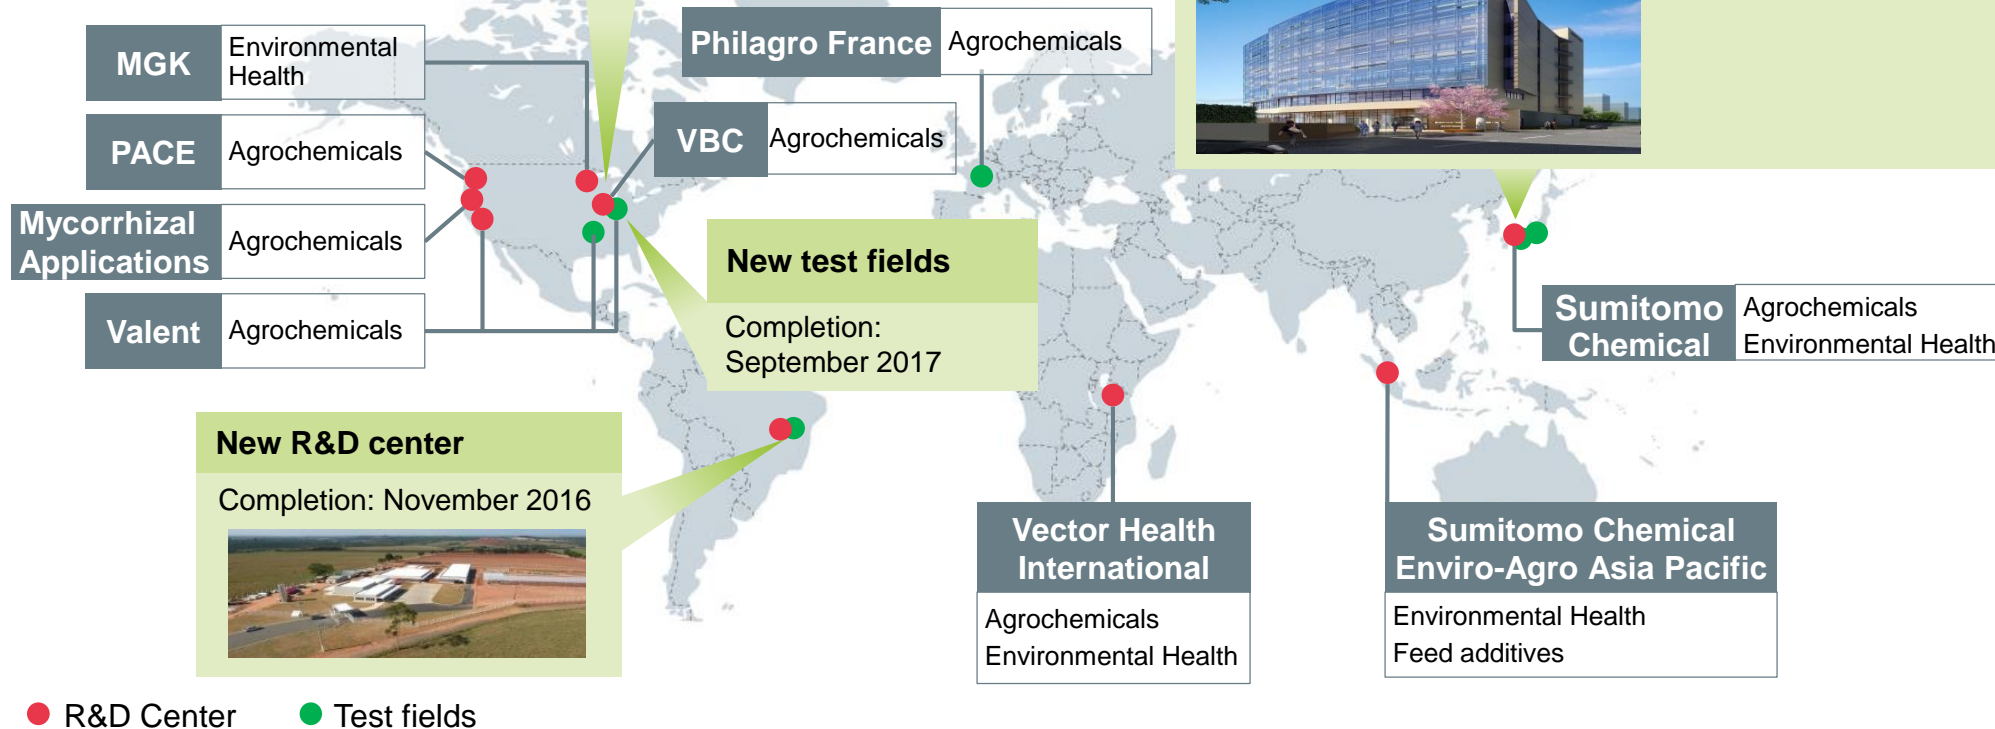 MGK
Environmental
Health
PACE
Agrochemicals
Mycorrhizal
Applications
Agrochemicals
Valent
Agrochemicals
Philagro France
Agrochemicals
VBC
Agrochemicals
New test fields
Completion:
September 2017
Sumitomo
Chemical
Agrochemicals
Environmental Health
New R&D center
Completion: November 2016
Vector Health
International
Agrochemicals
Environmental Health
Sumitomo Chemical
Enviro-Agro Asia Pacific
Environmental Health
Feed additives
R&D Center
Test fields